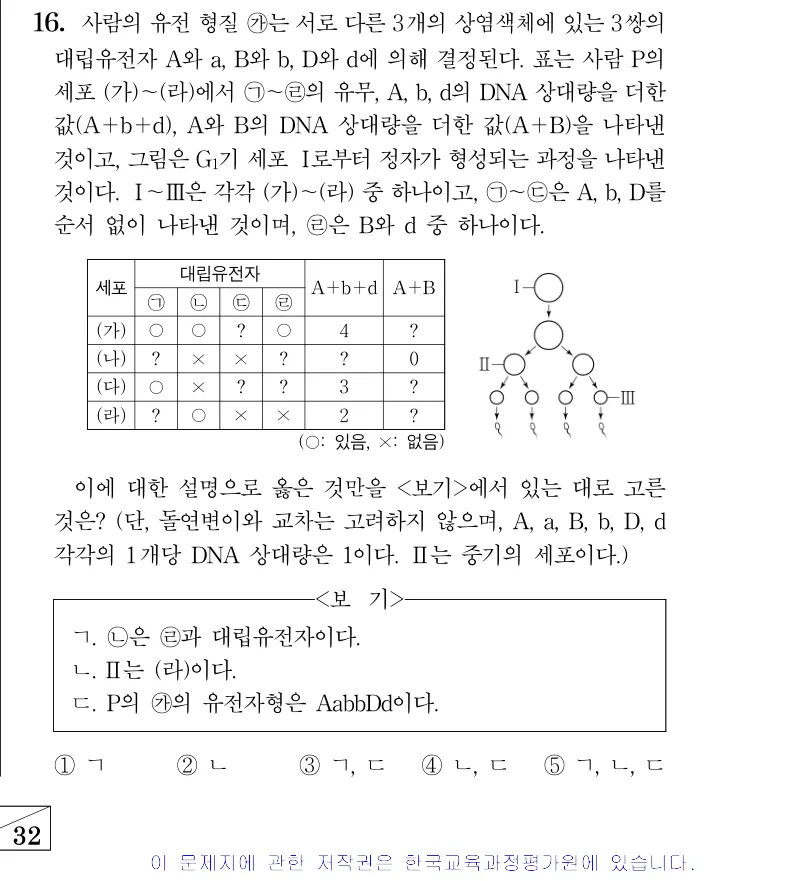 16. 사람의 유전 형질 ㉮는 서로 다른 3개의 상염색체에 있는 3쌍의
대립유전자 A와 a, B와 b, D와 d에 의해 결정된다. 표는 사람 P의
세포 (가)~(라)에서 ㉠~㉣의 유무, A, b, d의 DNA 상대량을 더한
값(A+b+d), A와 B의 DNA 상대량을 더한 값(A+B)을 나타낸
것이고, 그림은 G₁기 세포 Ⅰ로부터 정자가 형성되는 과정을 나타낸
것이다. Ⅰ~Ⅲ은 각각 (가)~(라) 중 하나이고, ㉠~㉢은 A, b, D를
순서 없이 나타낸 것이며, ㉣은 B와 d 중 하나이다.
세포 대립유전자 A+b+d A+B
㉠ ㉡ ㉢ ㉣
(가) ○ ○ ? ○ 4 ?
(나) ? × × ? ? 0
(다) ○ × ? ? 3 ?
(라) ? ○ × × 2 ?
(○: 있음, ×: 없음)
Ⅰ
Ⅱ
Ⅲ
이에 대한 설명으로 옳은 것만을 <보기>에서 있는 대로 고른
것은? (단, 돌연변이와 교차는 고려하지 않으며, A, a, B, b, D, d
각각의 1개당 DNA 상대량은 1이다. Ⅱ는 중기의 세포이다.)
<보 기>
ㄱ. ㉡은 ㉣과 대립유전자이다.
ㄴ. Ⅱ는 (라)이다.
ㄷ. P의 ㉮의 유전자형은 AabbDd이다.
① ㄱ ② ㄴ ③ ㄱ, ㄷ ④ ㄴ, ㄷ ⑤ ㄱ, ㄴ, ㄷ
32
이 문제지에 관한 저작권은 한국교육과정평가원에 있습니다.